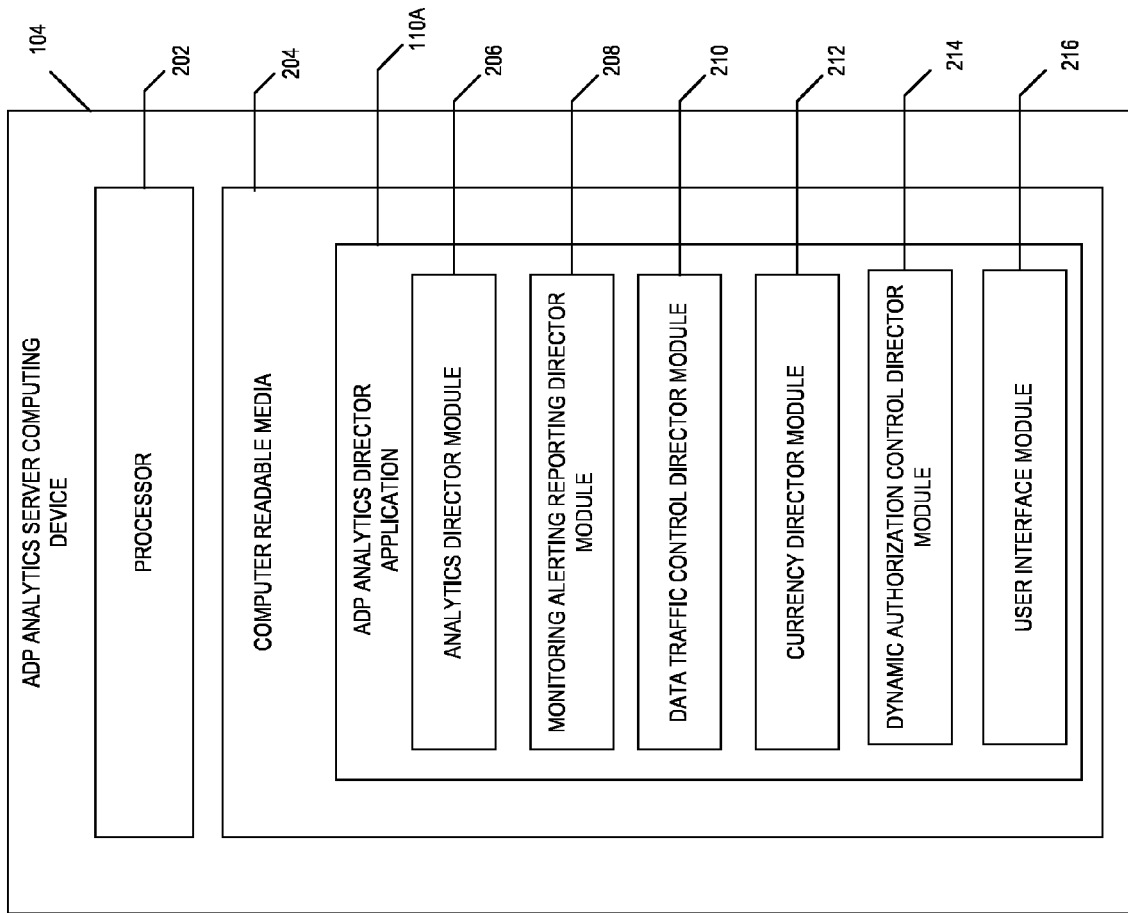 ADP ANALYTICS SERVER COMPUTING
DEVICE
104
PROCESSOR
202
COMPUTER READABLE MEDIA
204
ADP ANALYTICS DIRECTOR
APPLICATION
110A
ANALYTICS DIRECTOR MODULE
206
MONITORING ALERTING REPORTING DIRECTOR
MODULE
208
DATA TRAFFIC CONTROL DIRECTOR MODULE
210
CURRENCY DIRECTOR MODULE
212
DYNAMIC AUTHORIZATION CONTROL DIRECTOR
MODULE
214
USER INTERFACE MODULE
216